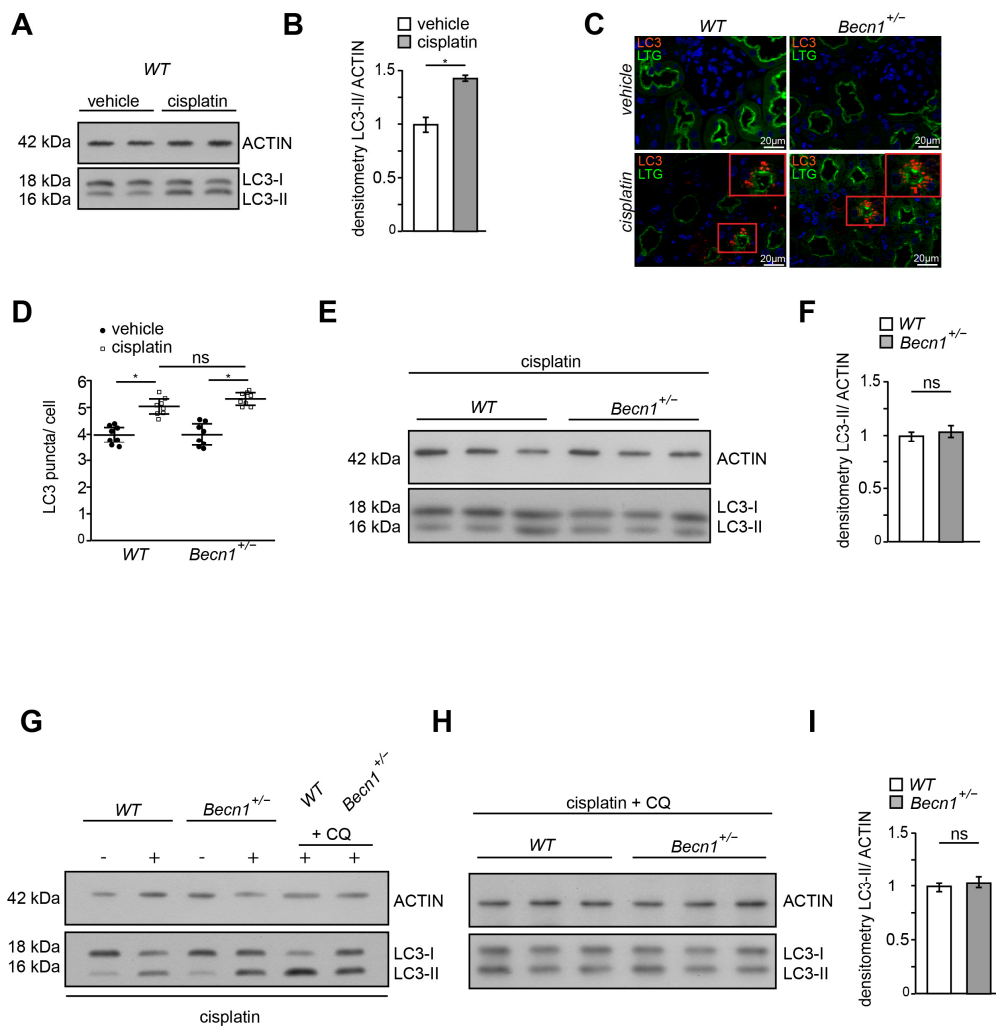 A
WT
vehicle cisplatin
42 kDa ACTIN
18 kDa LC3-I
16 kDa LC3-II
B
vehicle
cisplatin
densitometry LC3-II/ ACTIN
1.5
1
0.5
0
*
C
WT Becn1+/−
vehicle
cisplatin
LC3
LTG
20µm
LC3
LTG
20µm
LC3
LTG
20µm
LC3
LTG
20µm
D
vehicle
cisplatin
ns
* *
LC3 puncta/ cell
6
5
4
3
2
1
0
WT Becn1+/−
E
cisplatin
WT Becn1+/−
42 kDa ACTIN
18 kDa LC3-I
16 kDa LC3-II
F
WT
Becn1+/−
densitometry LC3-II/ ACTIN
1.5
1
0.5
0
ns
G
WT Becn1+/− WT Becn1+/−
+ CQ
- + - + + +
42 kDa ACTIN
18 kDa LC3-I
16 kDa LC3-II
cisplatin
H
cisplatin + CQ
WT Becn1+/−
ACTIN
LC3-I
LC3-II
I
WT
Becn1+/−
densitometry LC3-II/ ACTIN
1.5
1
0.5
0
ns